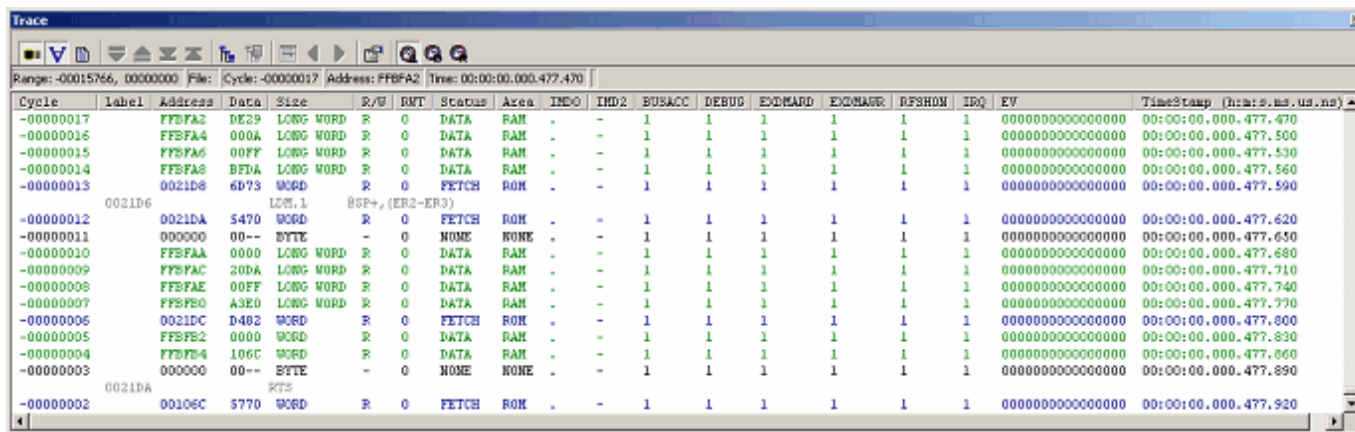 Trace
Range: -00015766, 00000000 File: Cycle: -00000017 Address: FFBFA2 Time: 00:00:00.000.477.470
Cycle Label Address Data Size R/W RWT Status Area IMD0 IMD2 BUSACC DEBUG EXDMARD EXDMAWR RFSHON IRQ EV TimeStamp (h:m:s.ms.us.ns)
-00000017 FFBFA2 DE29 LONG WORD R 0 DATA RAM . - 1 1 1 1 1 1 0000000000000000 00:00:00.000.477.470
-00000016 FFBFA4 000A LONG WORD R 0 DATA RAM . - 1 1 1 1 1 1 0000000000000000 00:00:00.000.477.500
-00000015 FFBFA6 00FF LONG WORD R 0 DATA RAM . - 1 1 1 1 1 1 0000000000000000 00:00:00.000.477.530
-00000014 FFBFA8 BFDA LONG WORD R 0 DATA RAM . - 1 1 1 1 1 1 0000000000000000 00:00:00.000.477.560
-00000013 0021D8 6D73 WORD R 0 FETCH ROM . - 1 1 1 1 1 1 0000000000000000 00:00:00.000.477.590
0021D6 LDM.L @SP+,(ER2-ER3)
-00000012 0021DA 5470 WORD R 0 FETCH ROM . - 1 1 1 1 1 1 0000000000000000 00:00:00.000.477.620
-00000011 000000 00-- BYTE - 0 NONE NONE . - 1 1 1 1 1 1 0000000000000000 00:00:00.000.477.650
-00000010 FFBFAA 0000 LONG WORD R 0 DATA RAM . - 1 1 1 1 1 1 0000000000000000 00:00:00.000.477.680
-00000009 FFBFAC 20DA LONG WORD R 0 DATA RAM . - 1 1 1 1 1 1 0000000000000000 00:00:00.000.477.710
-00000008 FFBFAE 00FF LONG WORD R 0 DATA RAM . - 1 1 1 1 1 1 0000000000000000 00:00:00.000.477.740
-00000007 FFBFB0 A3E0 LONG WORD R 0 DATA RAM . - 1 1 1 1 1 1 0000000000000000 00:00:00.000.477.770
-00000006 0021DC D482 WORD R 0 FETCH ROM . - 1 1 1 1 1 1 0000000000000000 00:00:00.000.477.800
-00000005 FFBFB2 0000 WORD R 0 DATA RAM . - 1 1 1 1 1 1 0000000000000000 00:00:00.000.477.830
-00000004 FFBFB4 106C WORD R 0 DATA RAM . - 1 1 1 1 1 1 0000000000000000 00:00:00.000.477.860
-00000003 000000 00-- BYTE - 0 NONE NONE . - 1 1 1 1 1 1 0000000000000000 00:00:00.000.477.890
0021DA RTS
-00000002 00106C 5770 WORD R 0 FETCH ROM . - 1 1 1 1 1 1 0000000000000000 00:00:00.000.477.920